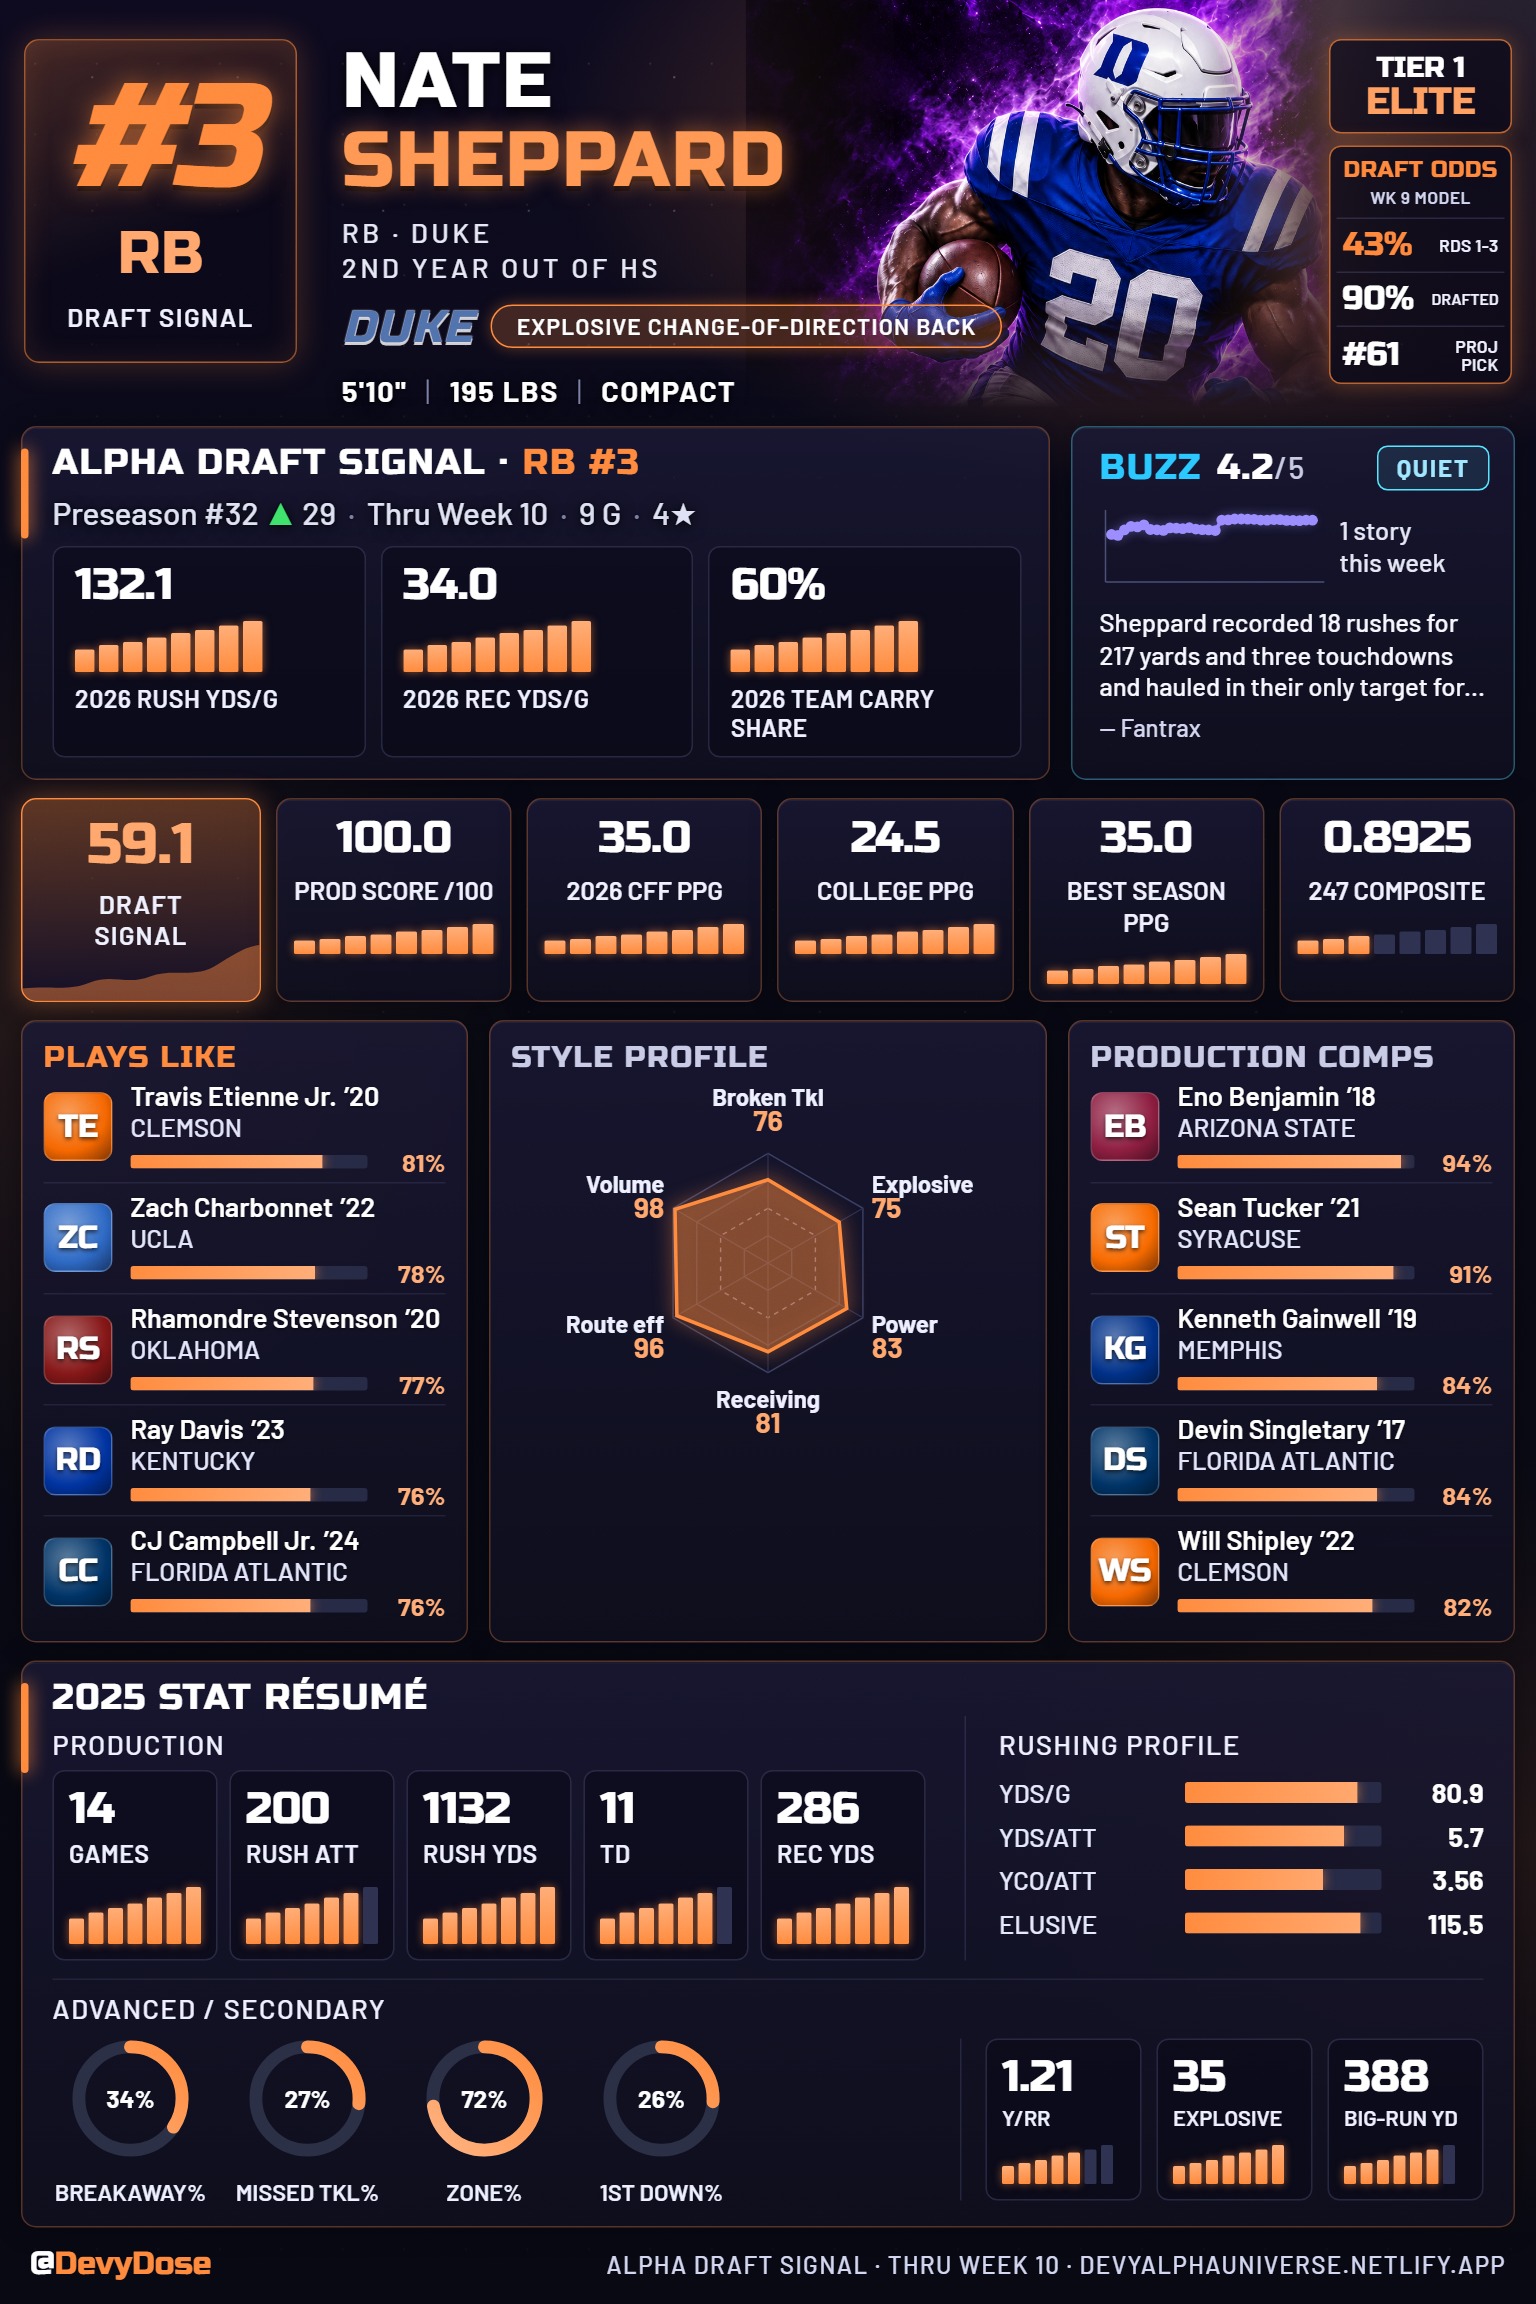 #3
RB
DRAFT SIGNAL
NATE
SHEPPARD
RB · DUKE
2ND YEAR OUT OF HS
DUKE
EXPLOSIVE CHANGE-OF-DIRECTION BACK
5'10" | 195 LBS | COMPACT
D
20
TIER 1
ELITE
DRAFT ODDS
WK 9 MODEL
43% RDS 1-3
90% DRAFTED
#61 PROJ PICK
ALPHA DRAFT SIGNAL · RB #3
Preseason #32 ▲ 29 · Thru Week 10 · 9 G · 4★
132.1
2026 RUSH YDS/G
34.0
2026 REC YDS/G
60%
2026 TEAM CARRY
SHARE
BUZZ 4.2/5
QUIET
1 story
this week
Sheppard recorded 18 rushes for
217 yards and three touchdowns
and hauled in their only target for...
— Fantrax
59.1
DRAFT
SIGNAL
100.0
PROD SCORE /100
35.0
2026 CFF PPG
24.5
COLLEGE PPG
35.0
BEST SEASON
PPG
0.8925
247 COMPOSITE
PLAYS LIKE
TE
Travis Etienne Jr. ’20
CLEMSON
81%
ZC
Zach Charbonnet ’22
UCLA
78%
RS
Rhamondre Stevenson ’20
OKLAHOMA
77%
RD
Ray Davis ’23
KENTUCKY
76%
CC
CJ Campbell Jr. ’24
FLORIDA ATLANTIC
76%
STYLE PROFILE
Broken Tkl
76
Volume
98
Explosive
75
Route eff
96
Power
83
Receiving
81
PRODUCTION COMPS
EB
Eno Benjamin ’18
ARIZONA STATE
94%
ST
Sean Tucker ’21
SYRACUSE
91%
KG
Kenneth Gainwell ’19
MEMPHIS
84%
DS
Devin Singletary ’17
FLORIDA ATLANTIC
84%
WS
Will Shipley ’22
CLEMSON
82%
2025 STAT RÉSUMÉ
PRODUCTION
14
GAMES
200
RUSH ATT
1132
RUSH YDS
11
TD
286
REC YDS
RUSHING PROFILE
YDS/G 80.9
YDS/ATT 5.7
YCO/ATT 3.56
ELUSIVE 115.5
ADVANCED / SECONDARY
34%
BREAKAWAY%
27%
MISSED TKL%
72%
ZONE%
26%
1ST DOWN%
1.21
Y/RR
35
EXPLOSIVE
388
BIG-RUN YD
@DevyDose
ALPHA DRAFT SIGNAL · THRU WEEK 10 · DEVYALPHAUNIVERSE.NETLIFY.APP